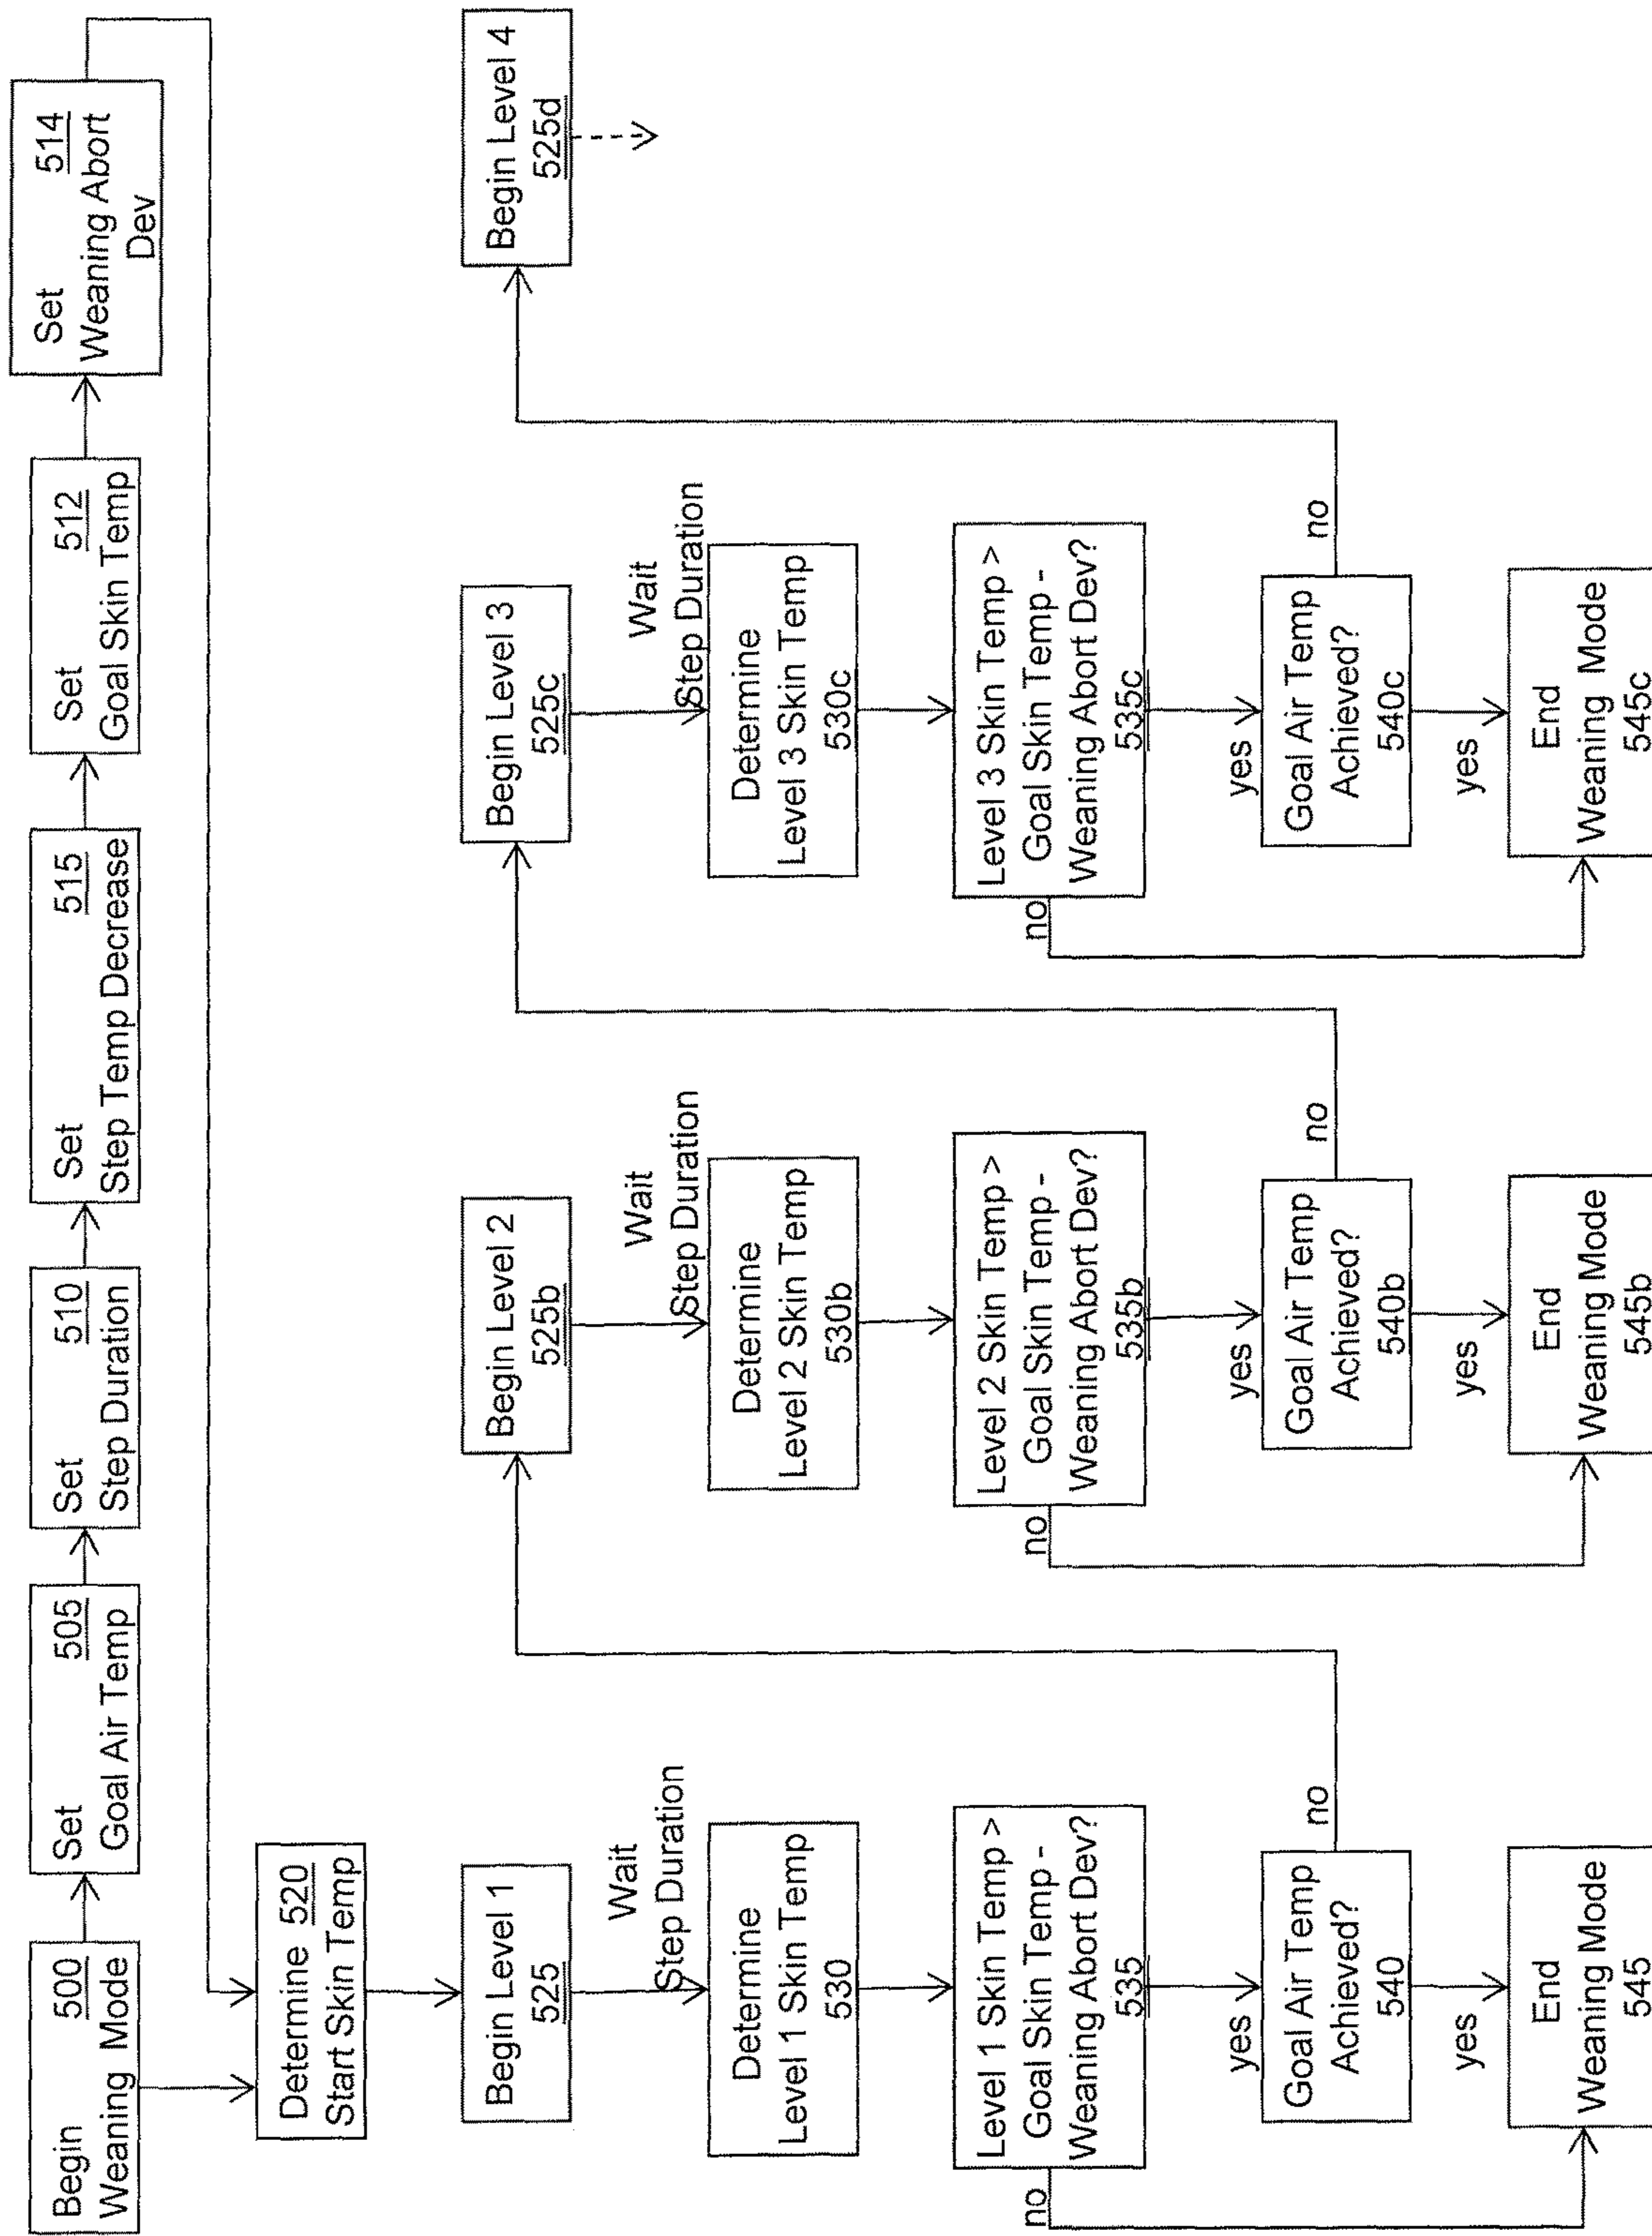 Begin 500
Weaning Mode
Set 505
Goal Air Temp
Set 510
Step Duration
Set 515
Step Temp Decrease
Set 512
Goal Skin Temp
Set 514
Weaning Abort
Dev
Determine 520
Start Skin Temp
Begin Level 1
525
Wait
Step Duration
Determine
Level 1 Skin Temp
530
Level 1 Skin Temp >
Goal Skin Temp -
Weaning Abort Dev?
535
no
yes
Goal Air Temp
Achieved?
540
no
yes
End
Weaning Mode
545
Begin Level 2
525b
Wait
Step Duration
Determine
Level 2 Skin Temp
530b
Level 2 Skin Temp >
Goal Skin Temp -
Weaning Abort Dev?
535b
no
yes
Goal Air Temp
Achieved?
540b
no
yes
End
Weaning Mode
545b
Begin Level 3
525c
Wait
Step Duration
Determine
Level 3 Skin Temp
530c
Level 3 Skin Temp >
Goal Skin Temp -
Weaning Abort Dev?
535c
no
yes
Goal Air Temp
Achieved?
540c
no
yes
End
Weaning Mode
545c
Begin Level 4
525d